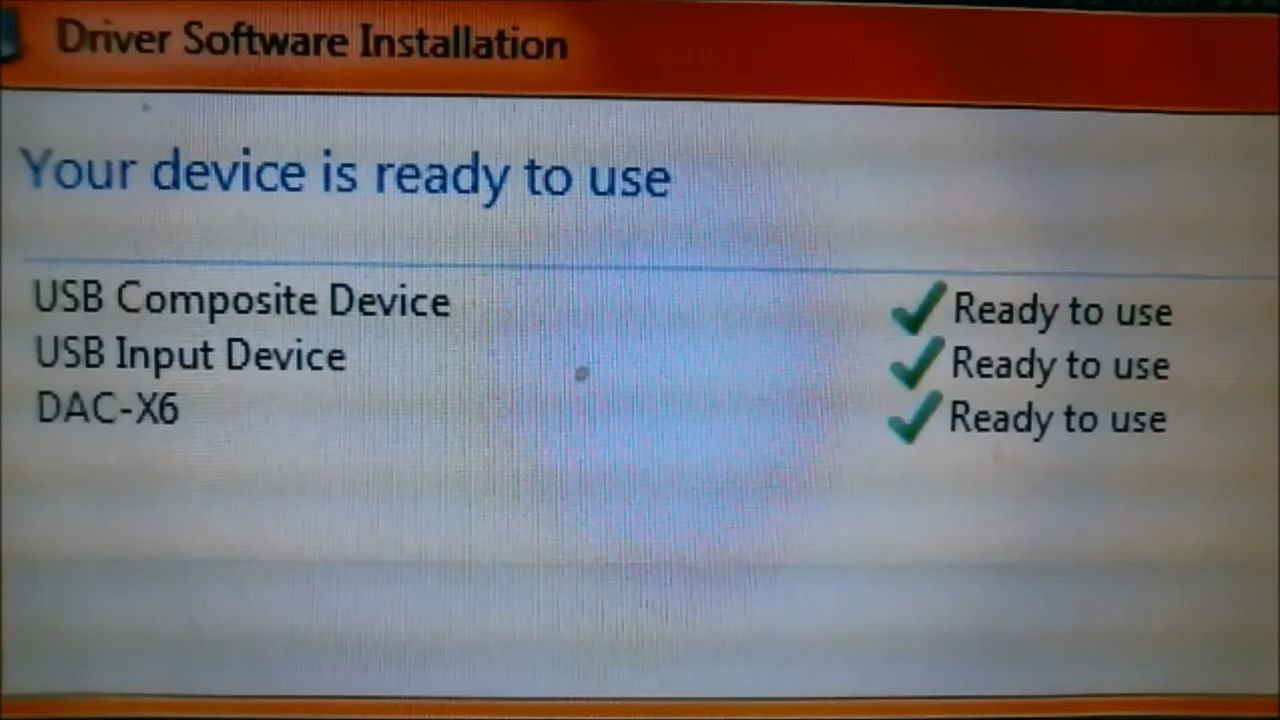 Driver Software Installation
Your device is ready to use
USB Composite Device Ready to use
USB Input Device Ready to use
DAC-X6 Ready to use